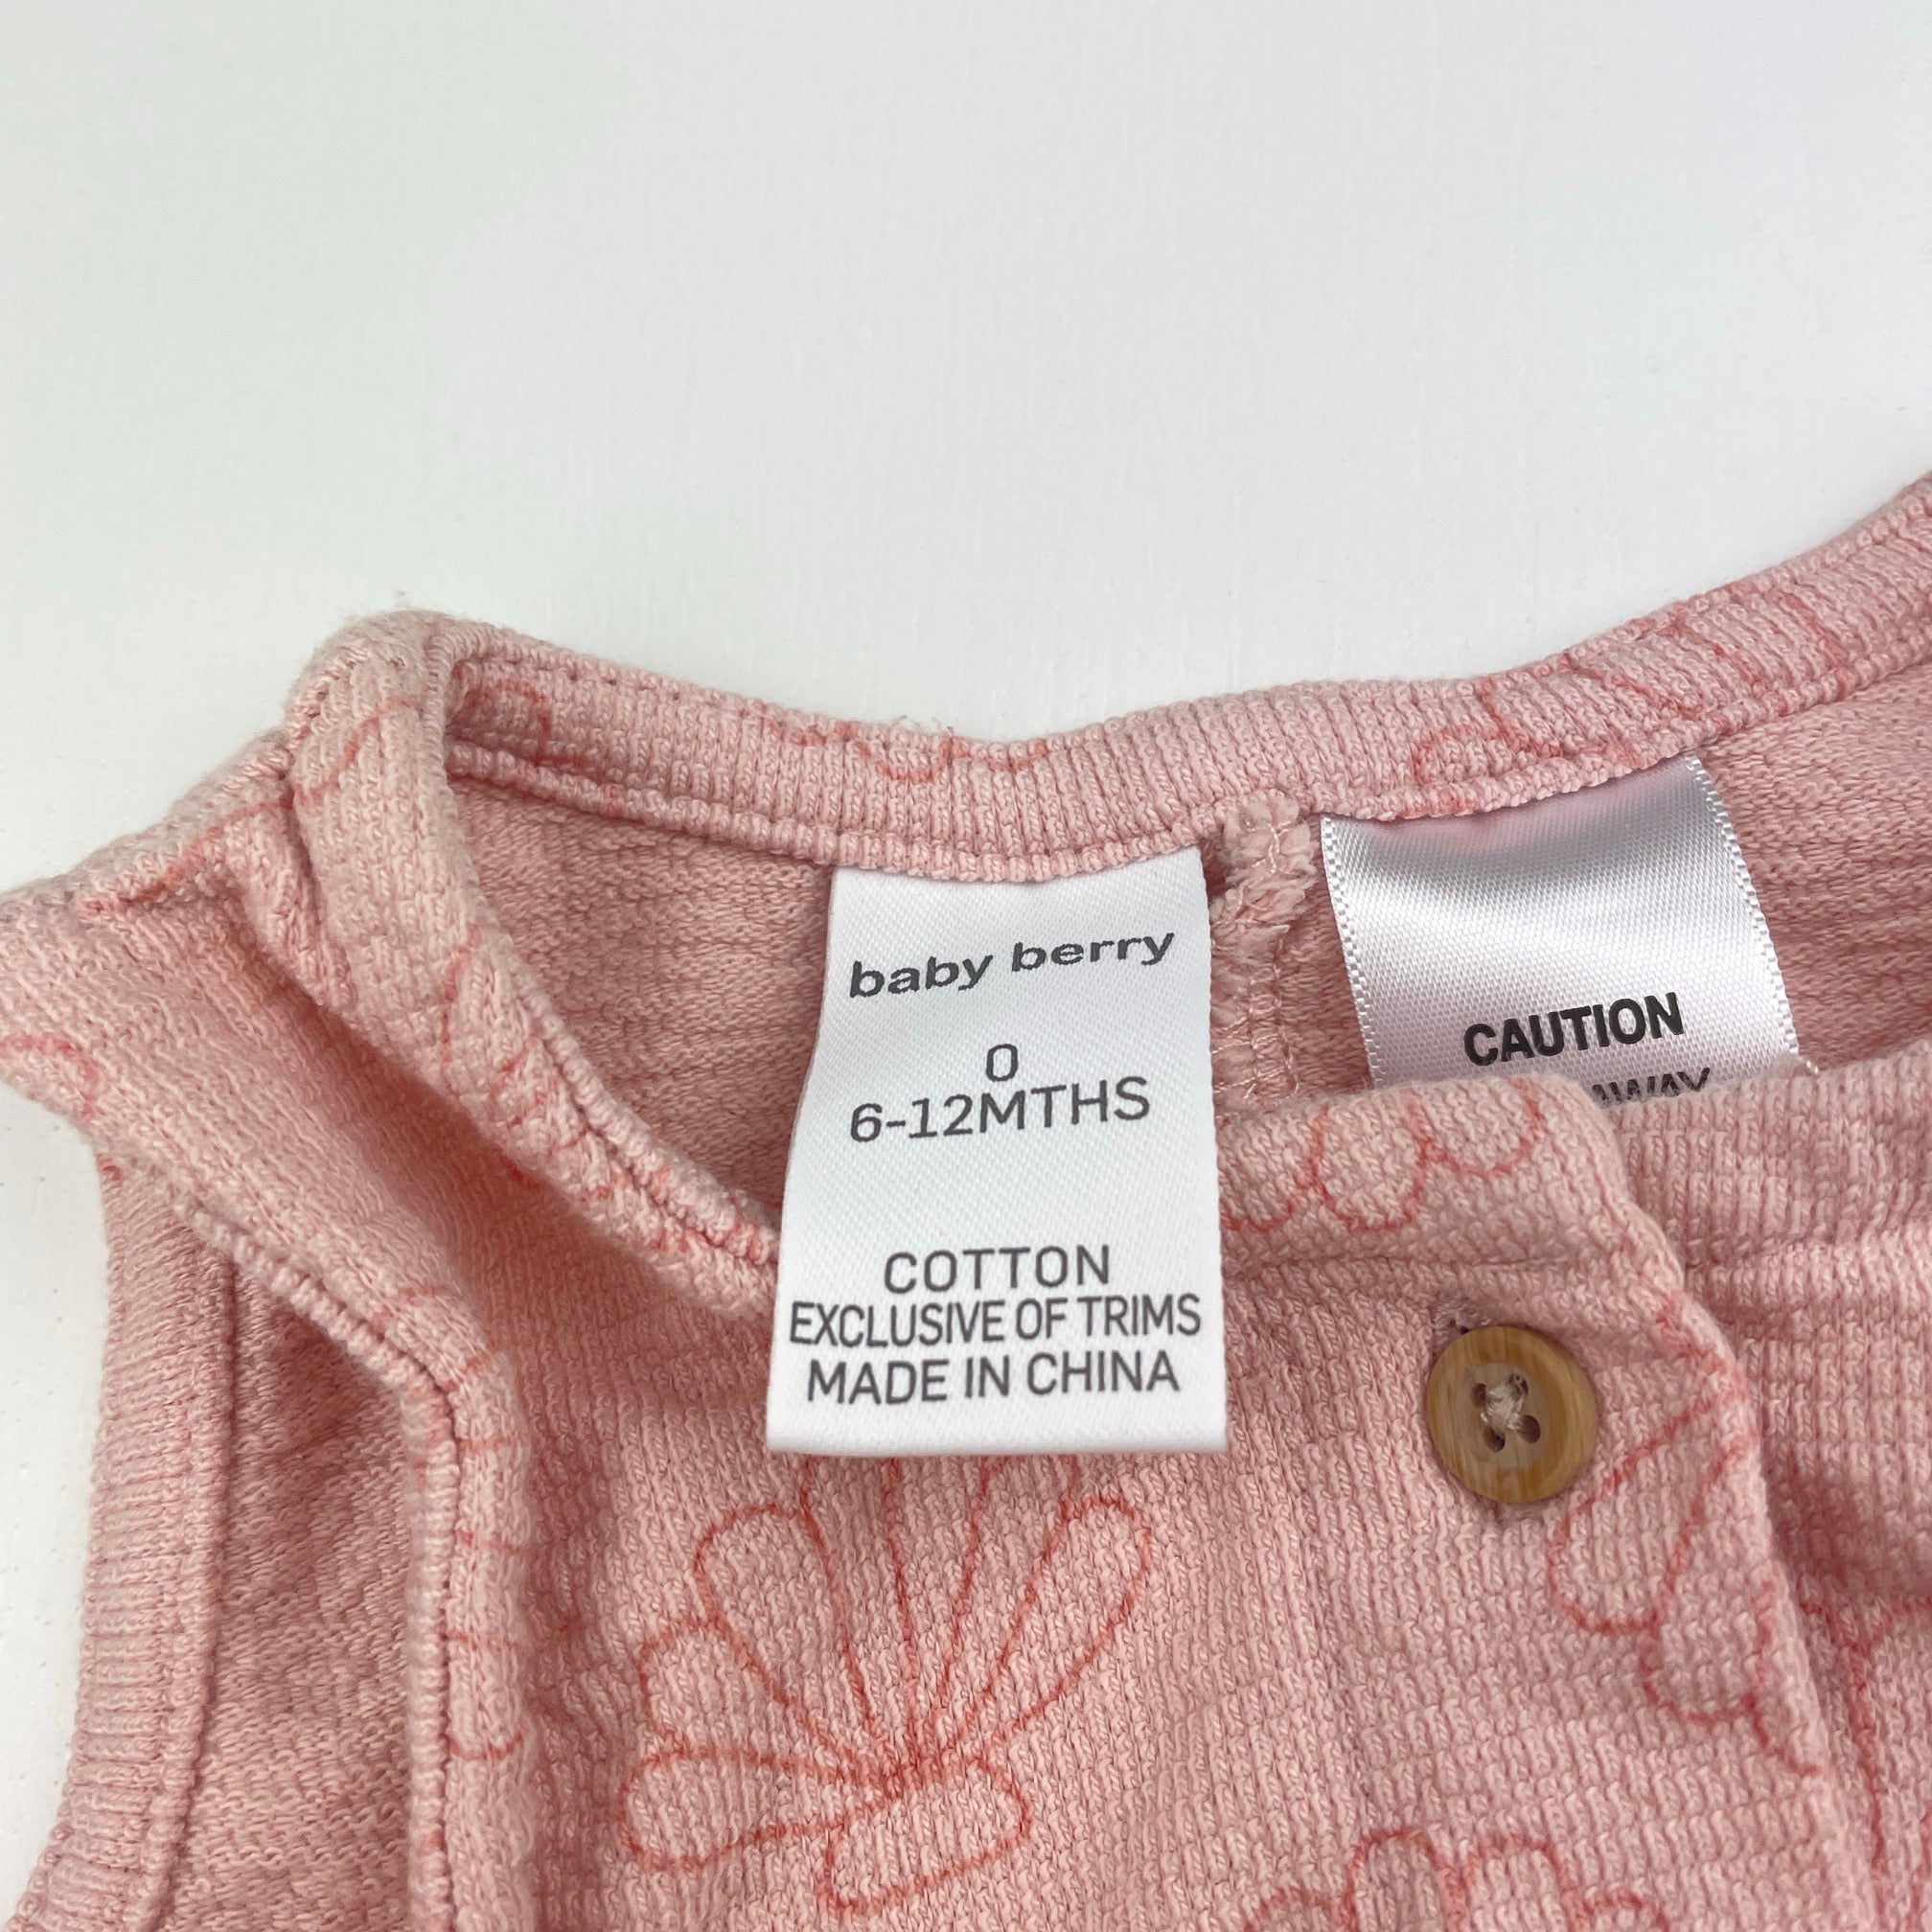 baby berry
0
6-12MTHS
COTTON
EXCLUSIVE OF TRIMS
MADE IN CHINA
CAUTION